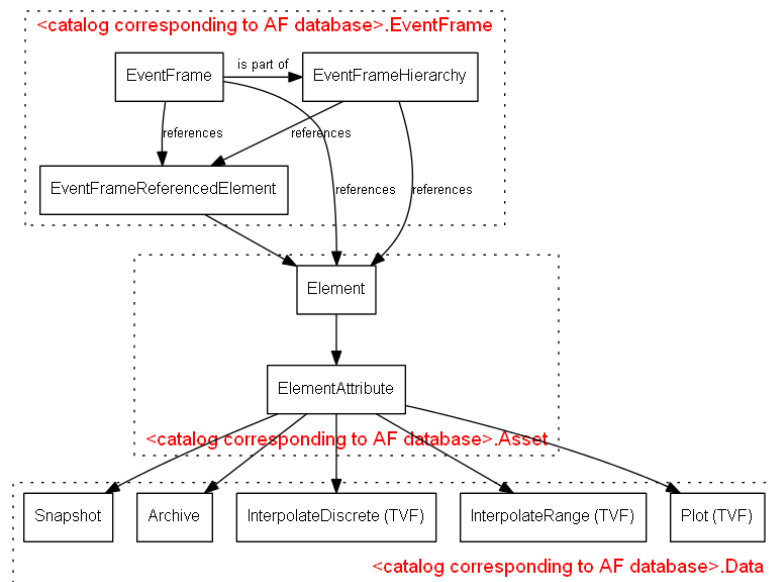 <catalog corresponding to AF database>.EventFrame
EventFrame
is part of
EventFrameHierarchy
references
references
EventFrameReferencedElement
references
references
Element
ElementAttribute
<catalog corresponding to AF database>.Asset
Snapshot
Archive
InterpolateDiscrete (TVF)
InterpolateRange (TVF)
Plot (TVF)
<catalog corresponding to AF database>.Data